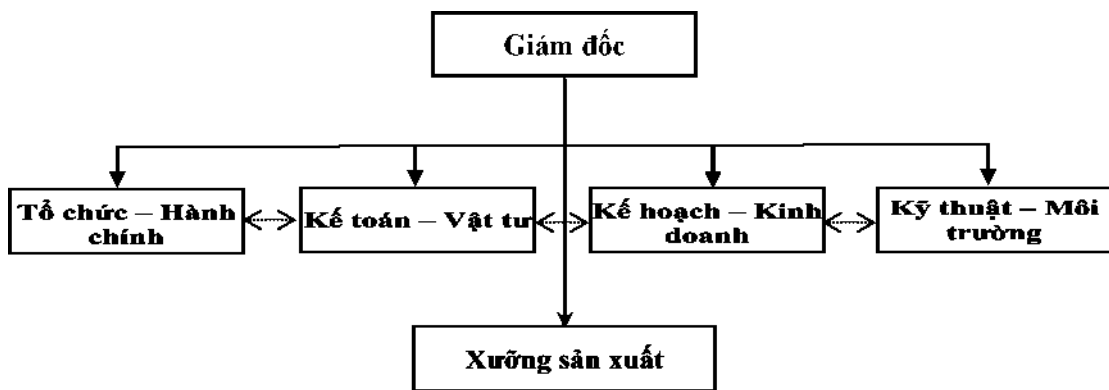 Giám đốc
Tổ chức – Hành
chính
Kế toán – Vật tư
Kế hoạch – Kinh
doanh
Kỹ thuật – Môi
trường
Xưỡng sản xuất